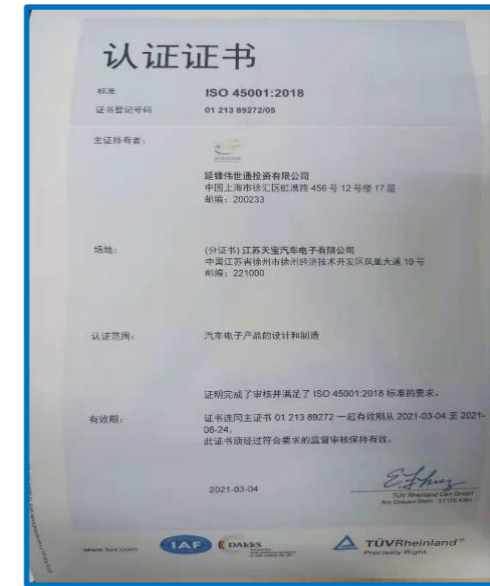 认证证书
标准 ISO 45001:2018
证书登记号码 01 213 89272/05
主证持有者：
延锋伟世通投资有限公司
中国上海市徐汇区虹漕路 456 号 12 号楼 17 层
邮编：200233
场地：
(分证书) 江苏天宝汽车电子有限公司
中国江苏省徐州市徐州经济技术开发区凤凰大道 19 号
邮编：221000
认证范围：
汽车电子产品的设计和制造
证明完成了审核并满足了 ISO 45001:2018 标准的要求。
有效期：
证书连同主证书 01 213 89272 一起有效期从 2021-03-04 至 2021-
08-24.
此证书须经过符合要求的监督审核保持有效。
2021-03-04
TÜV Rheinland Cert GmbH
Am Grauen Stein · 51105 Köln
www.tuv.com
IAF
DAkkS
TÜVRheinland®
Precisely Right.